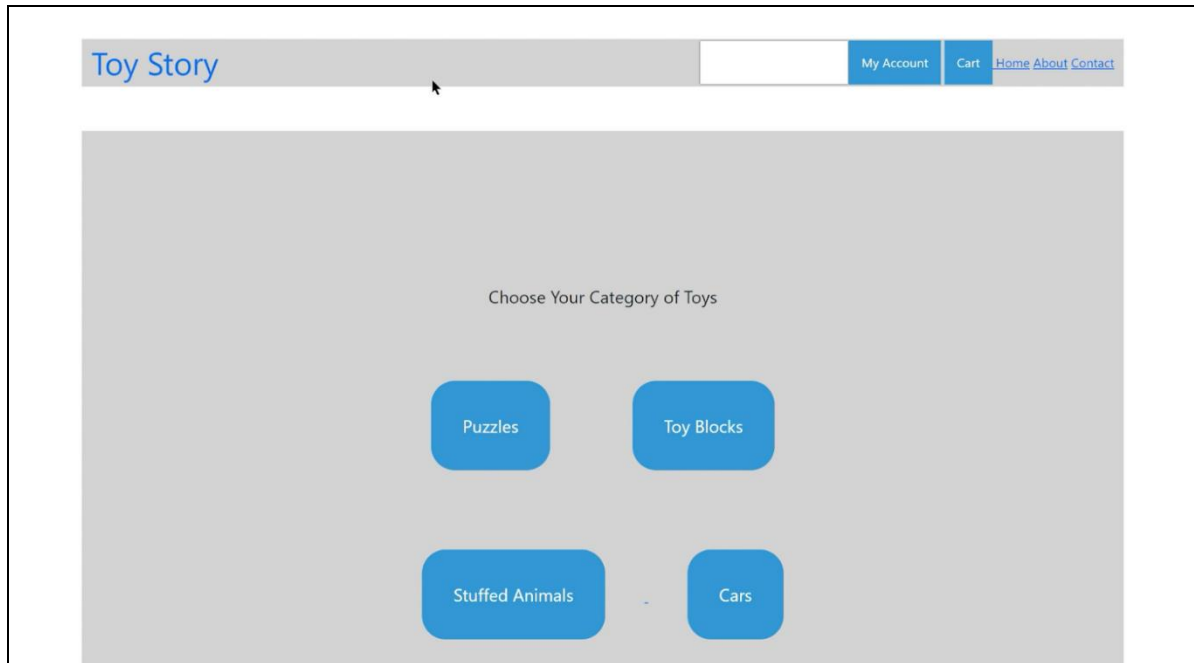 Toy Story My Account Cart Home About Contact
Choose Your Category of Toys
Puzzles Toy Blocks
Stuffed Animals Cars